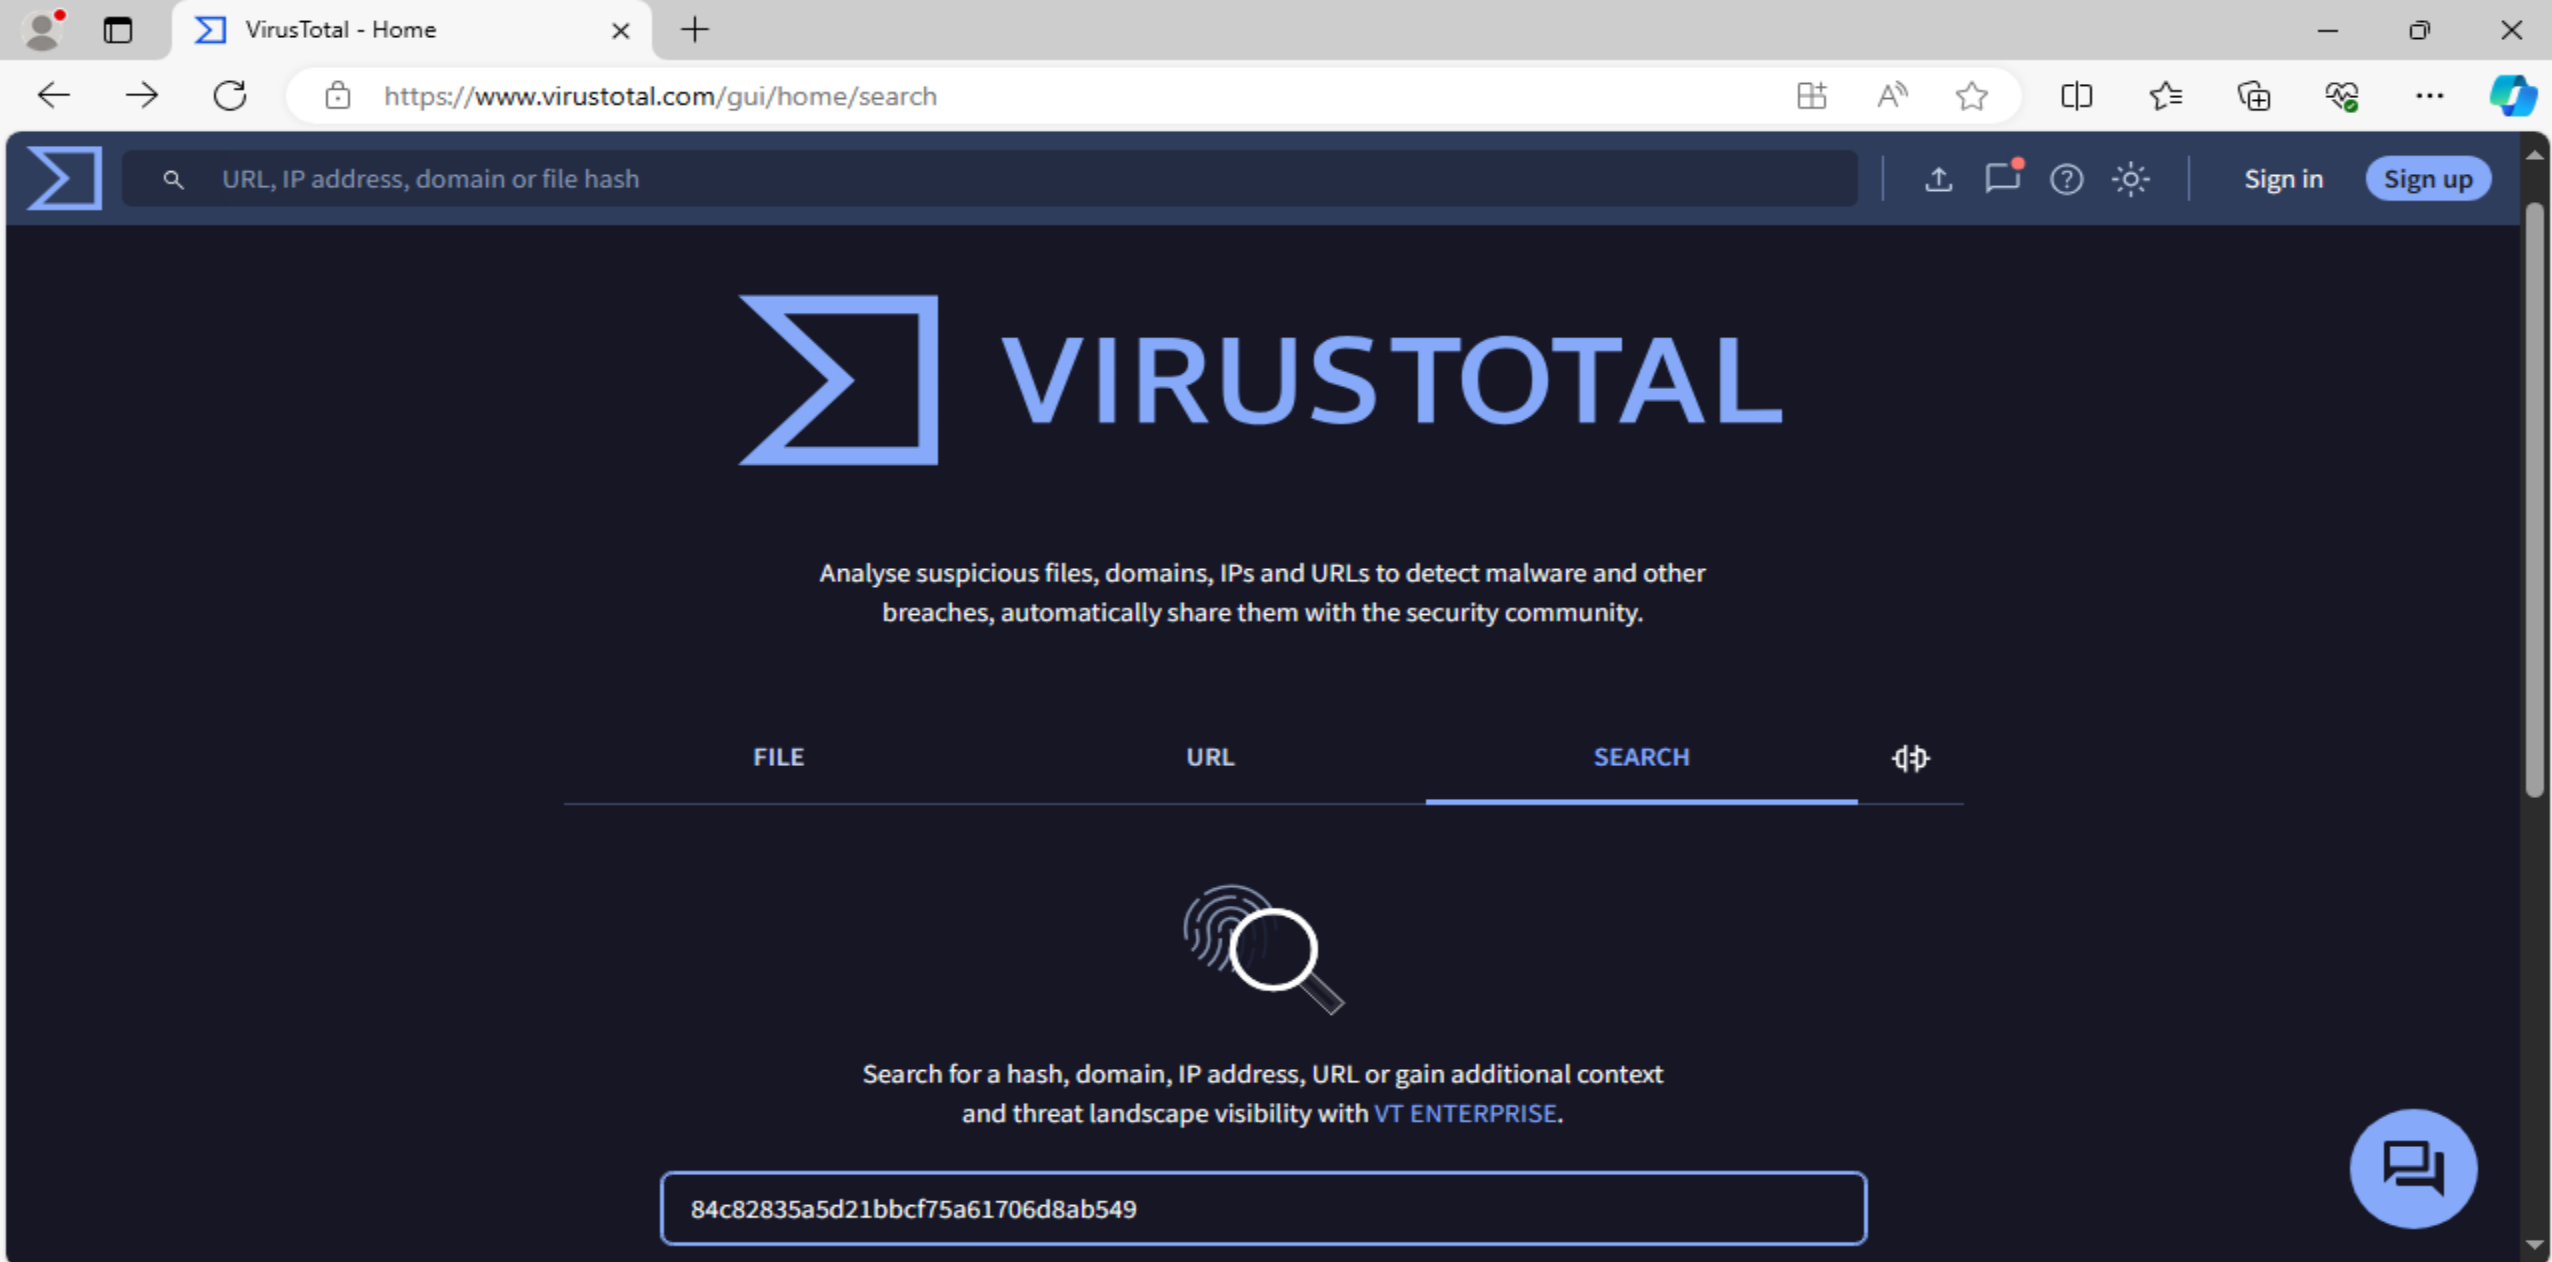 VirusTotal - Home
https://www.virustotal.com/gui/home/search
URL, IP address, domain or file hash
Sign in
Sign up
VIRUSTOTAL
Analyse suspicious files, domains, IPs and URLs to detect malware and other
breaches, automatically share them with the security community.
FILE
URL
SEARCH
Search for a hash, domain, IP address, URL or gain additional context
and threat landscape visibility with VT ENTERPRISE.
84c82835a5d21bbcf75a61706d8ab549